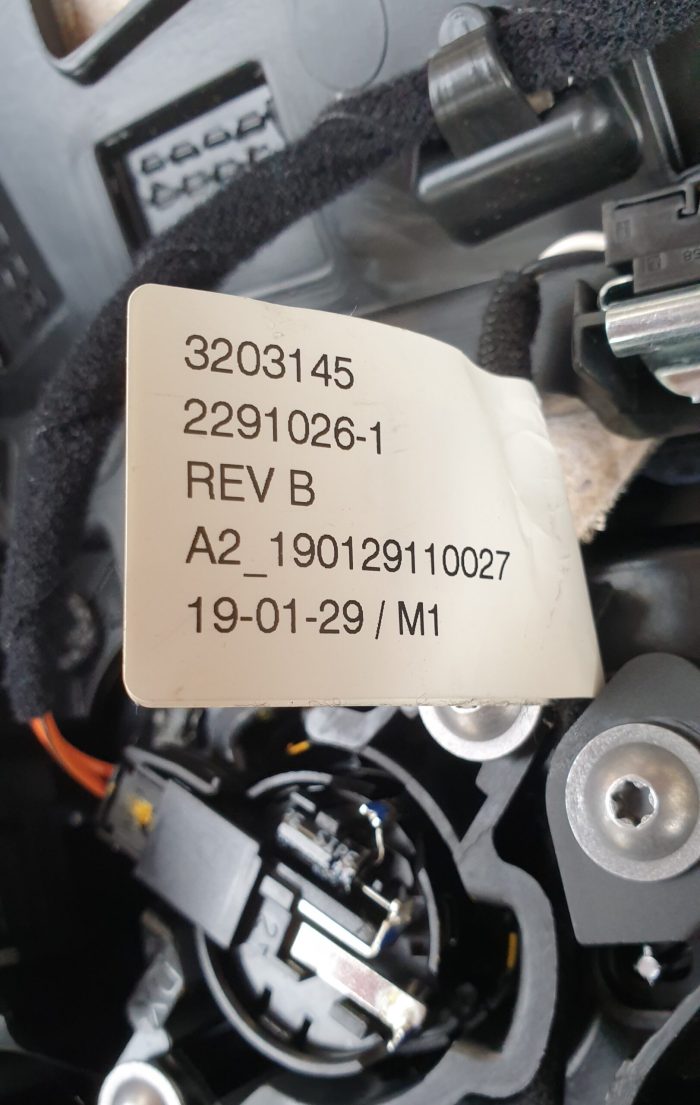 3203145
2291026-1
REV B
A2_190129110027
19-01-29 / M1